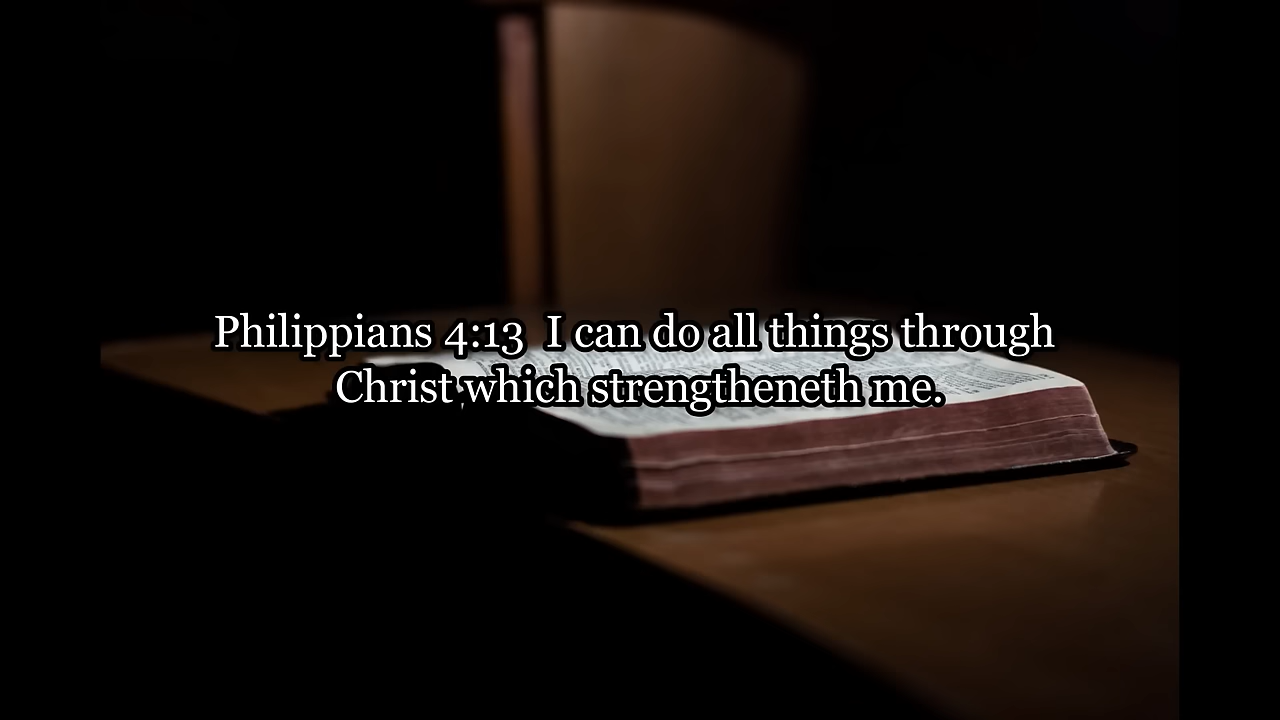 Philippians 4:13  I can do all things through
Christ which strengtheneth me.